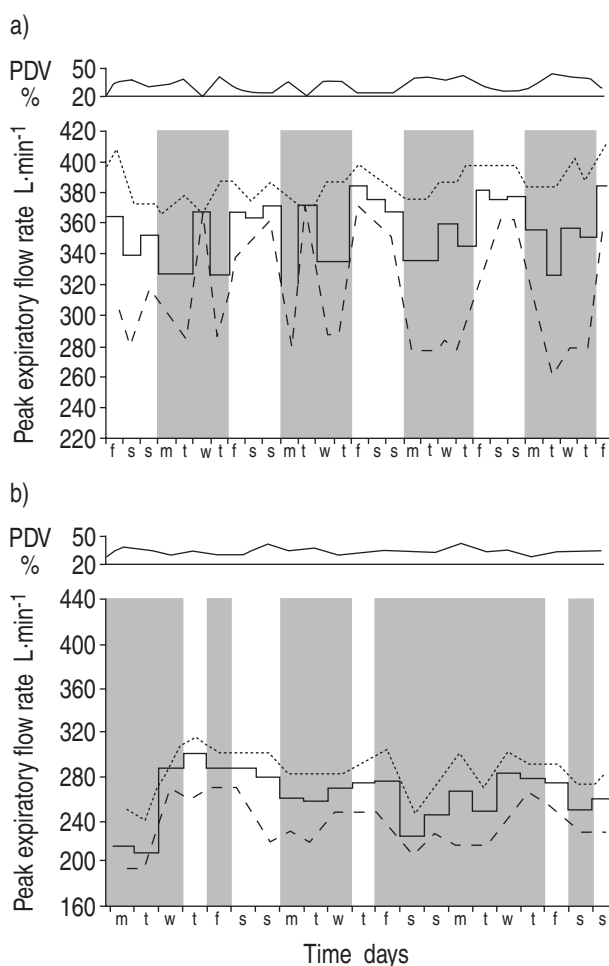 a)
PDV
%
50
20
Peak expiratory flow rate L·min⁻¹
420
400
380
360
340
320
300
280
260
240
220
f s s m t w t f s s m t w t f s s m t w t f s s m t w t f
b)
PDV
%
50
20
Peak expiratory flow rate L·min⁻¹
440
400
360
320
280
240
200
160
m t w t f s s m t w t f s s m t w t f s s
Time days